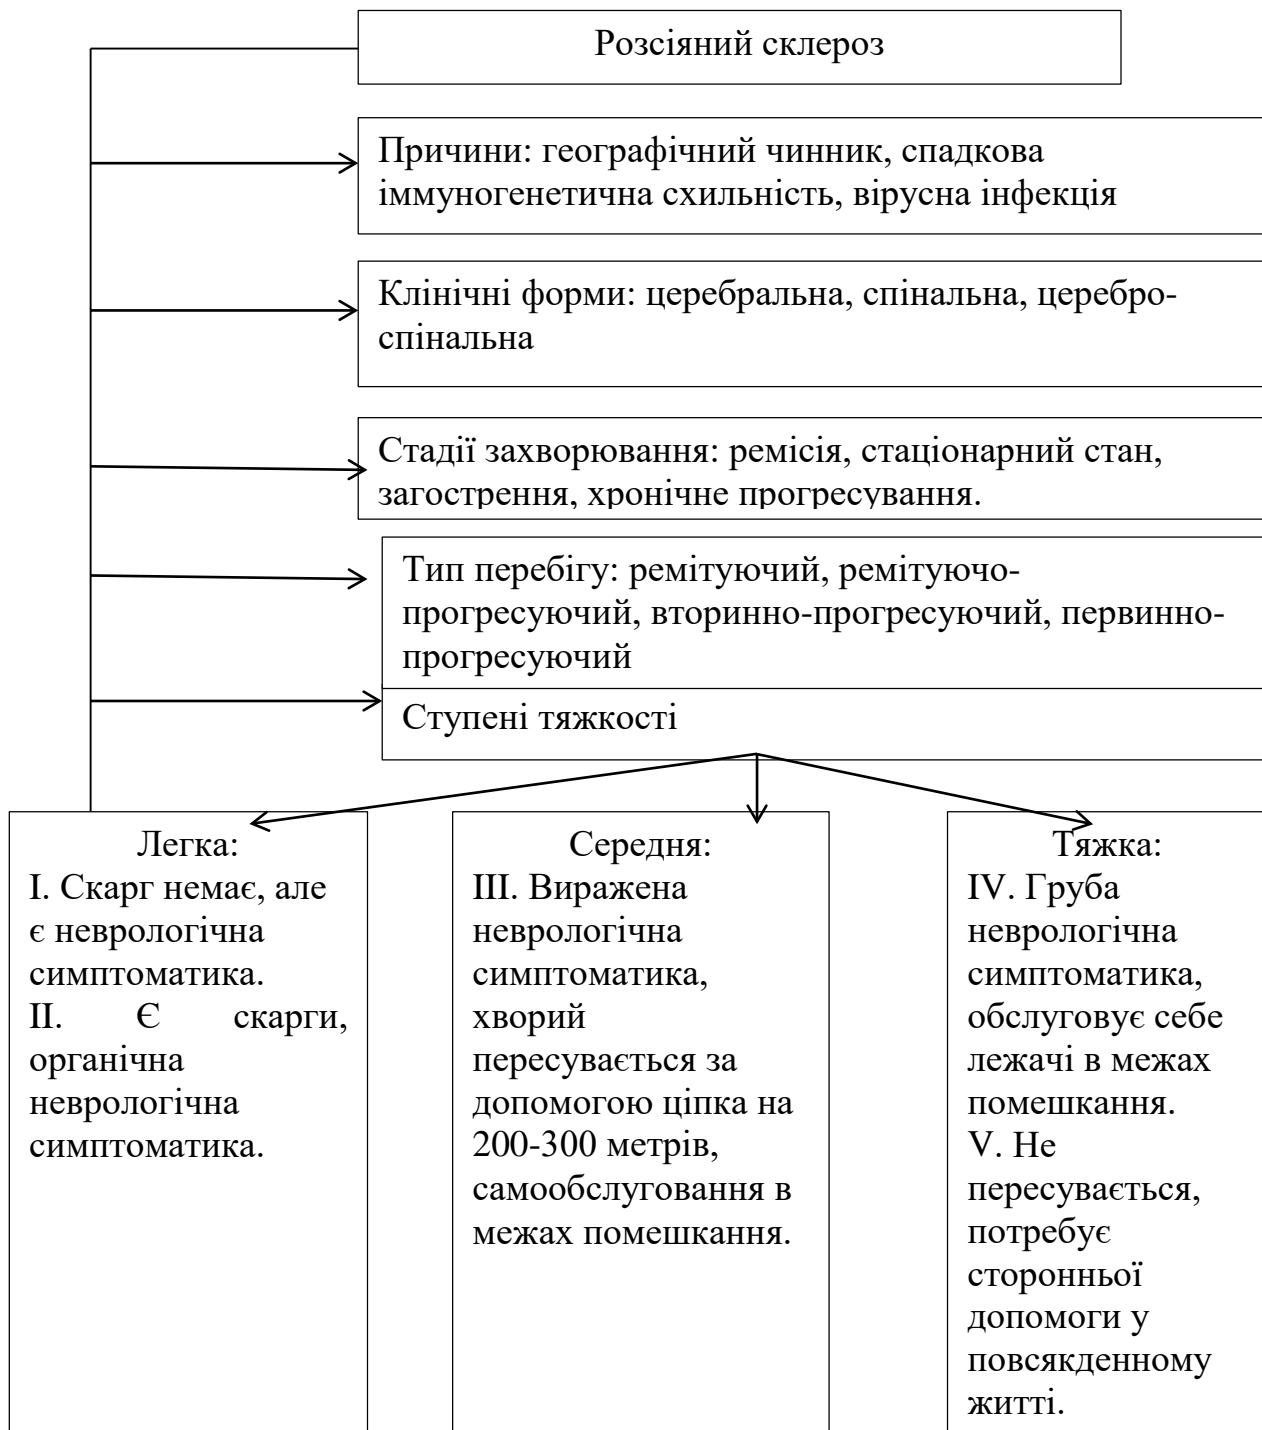 Розсіяний склероз
Причини: географічний чинник, спадкова
іммуногенетична схильність, вірусна інфекція
Клінічні форми: церебральна, спінальна, церебро-
спінальна
Стадії захворювання: ремісія, стаціонарний стан,
загострення, хронічне прогресування.
Тип перебігу: ремітуючий, ремітуючо-
прогресуючий, вторинно-прогресуючий, первинно-
прогресуючий
Ступені тяжкості
Легка:
І. Скарг немає, але
є неврологічна
симптоматика.
ІІ. Є скарги,
органічна
неврологічна
симптоматика.
Середня:
ІІІ. Виражена
неврологічна
симптоматика,
хворий
пересувається за
допомогою ціпка на
200-300 метрів,
самообслуговання в
межах помешкання.
Тяжка:
IV. Груба
неврологічна
симптоматика,
обслуговує себе
лежачі в межах
помешкання.
V. Не
пересувається,
потребує
сторонньої
допомоги у
повсякденному
житті.